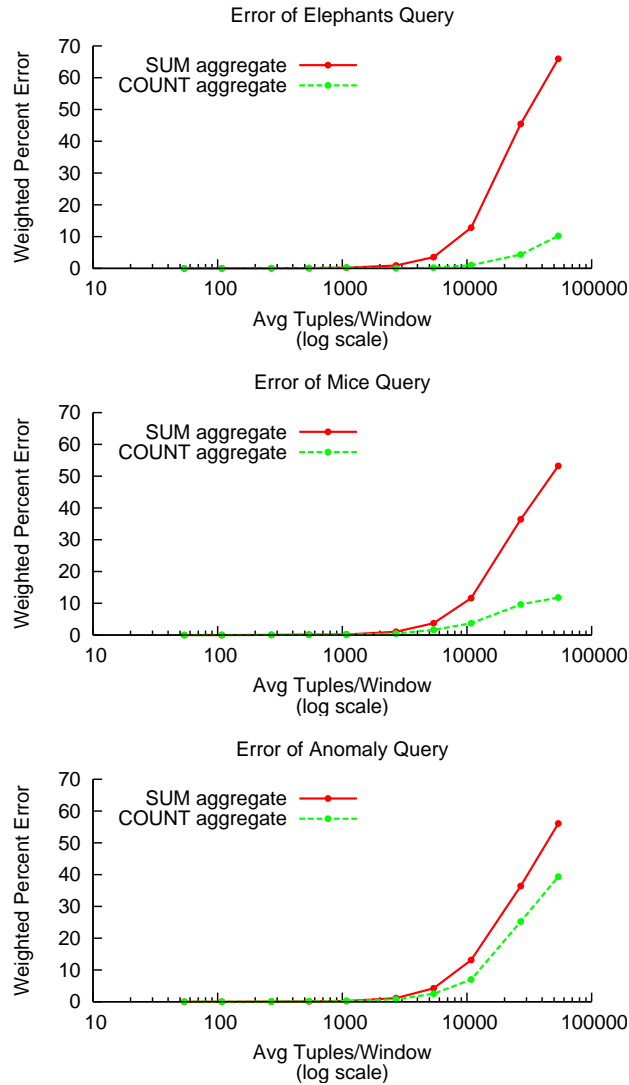 Error of Elephants Query
70
60
50
40
30
20
10
0
Weighted Percent Error
SUM aggregate
COUNT aggregate
10 100 1000 10000 100000
Avg Tuples/Window
(log scale)
Error of Mice Query
70
60
50
40
30
20
10
0
Weighted Percent Error
SUM aggregate
COUNT aggregate
10 100 1000 10000 100000
Avg Tuples/Window
(log scale)
Error of Anomaly Query
70
60
50
40
30
20
10
0
Weighted Percent Error
SUM aggregate
COUNT aggregate
10 100 1000 10000 100000
Avg Tuples/Window
(log scale)